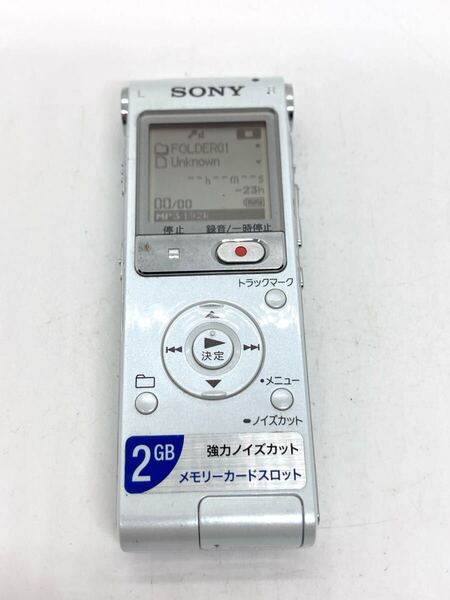 L SONY R
FOLDER01
Unknown
--h--m--s
-23h
00/00
MP3 192k
停止 録音/一時停止
トラックマーク
決定
•メニュー
ノイズカット
2GB
強力ノイズカット
メモリーカードスロット